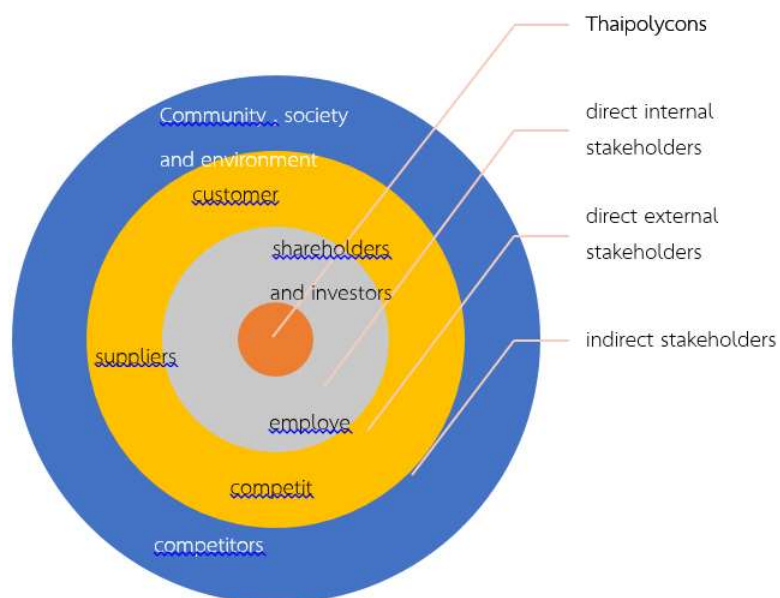 Thaipolycons
direct internal
stakeholders
direct external
stakeholders
indirect stakeholders
Community , society
and environment
customer
shareholders
and investors
suppliers
employe
competit
competitors